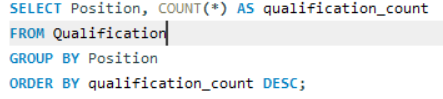 SELECT Position, COUNT(*) AS qualification_count
FROM Qualification
GROUP BY Position
ORDER BY qualification_count DESC;